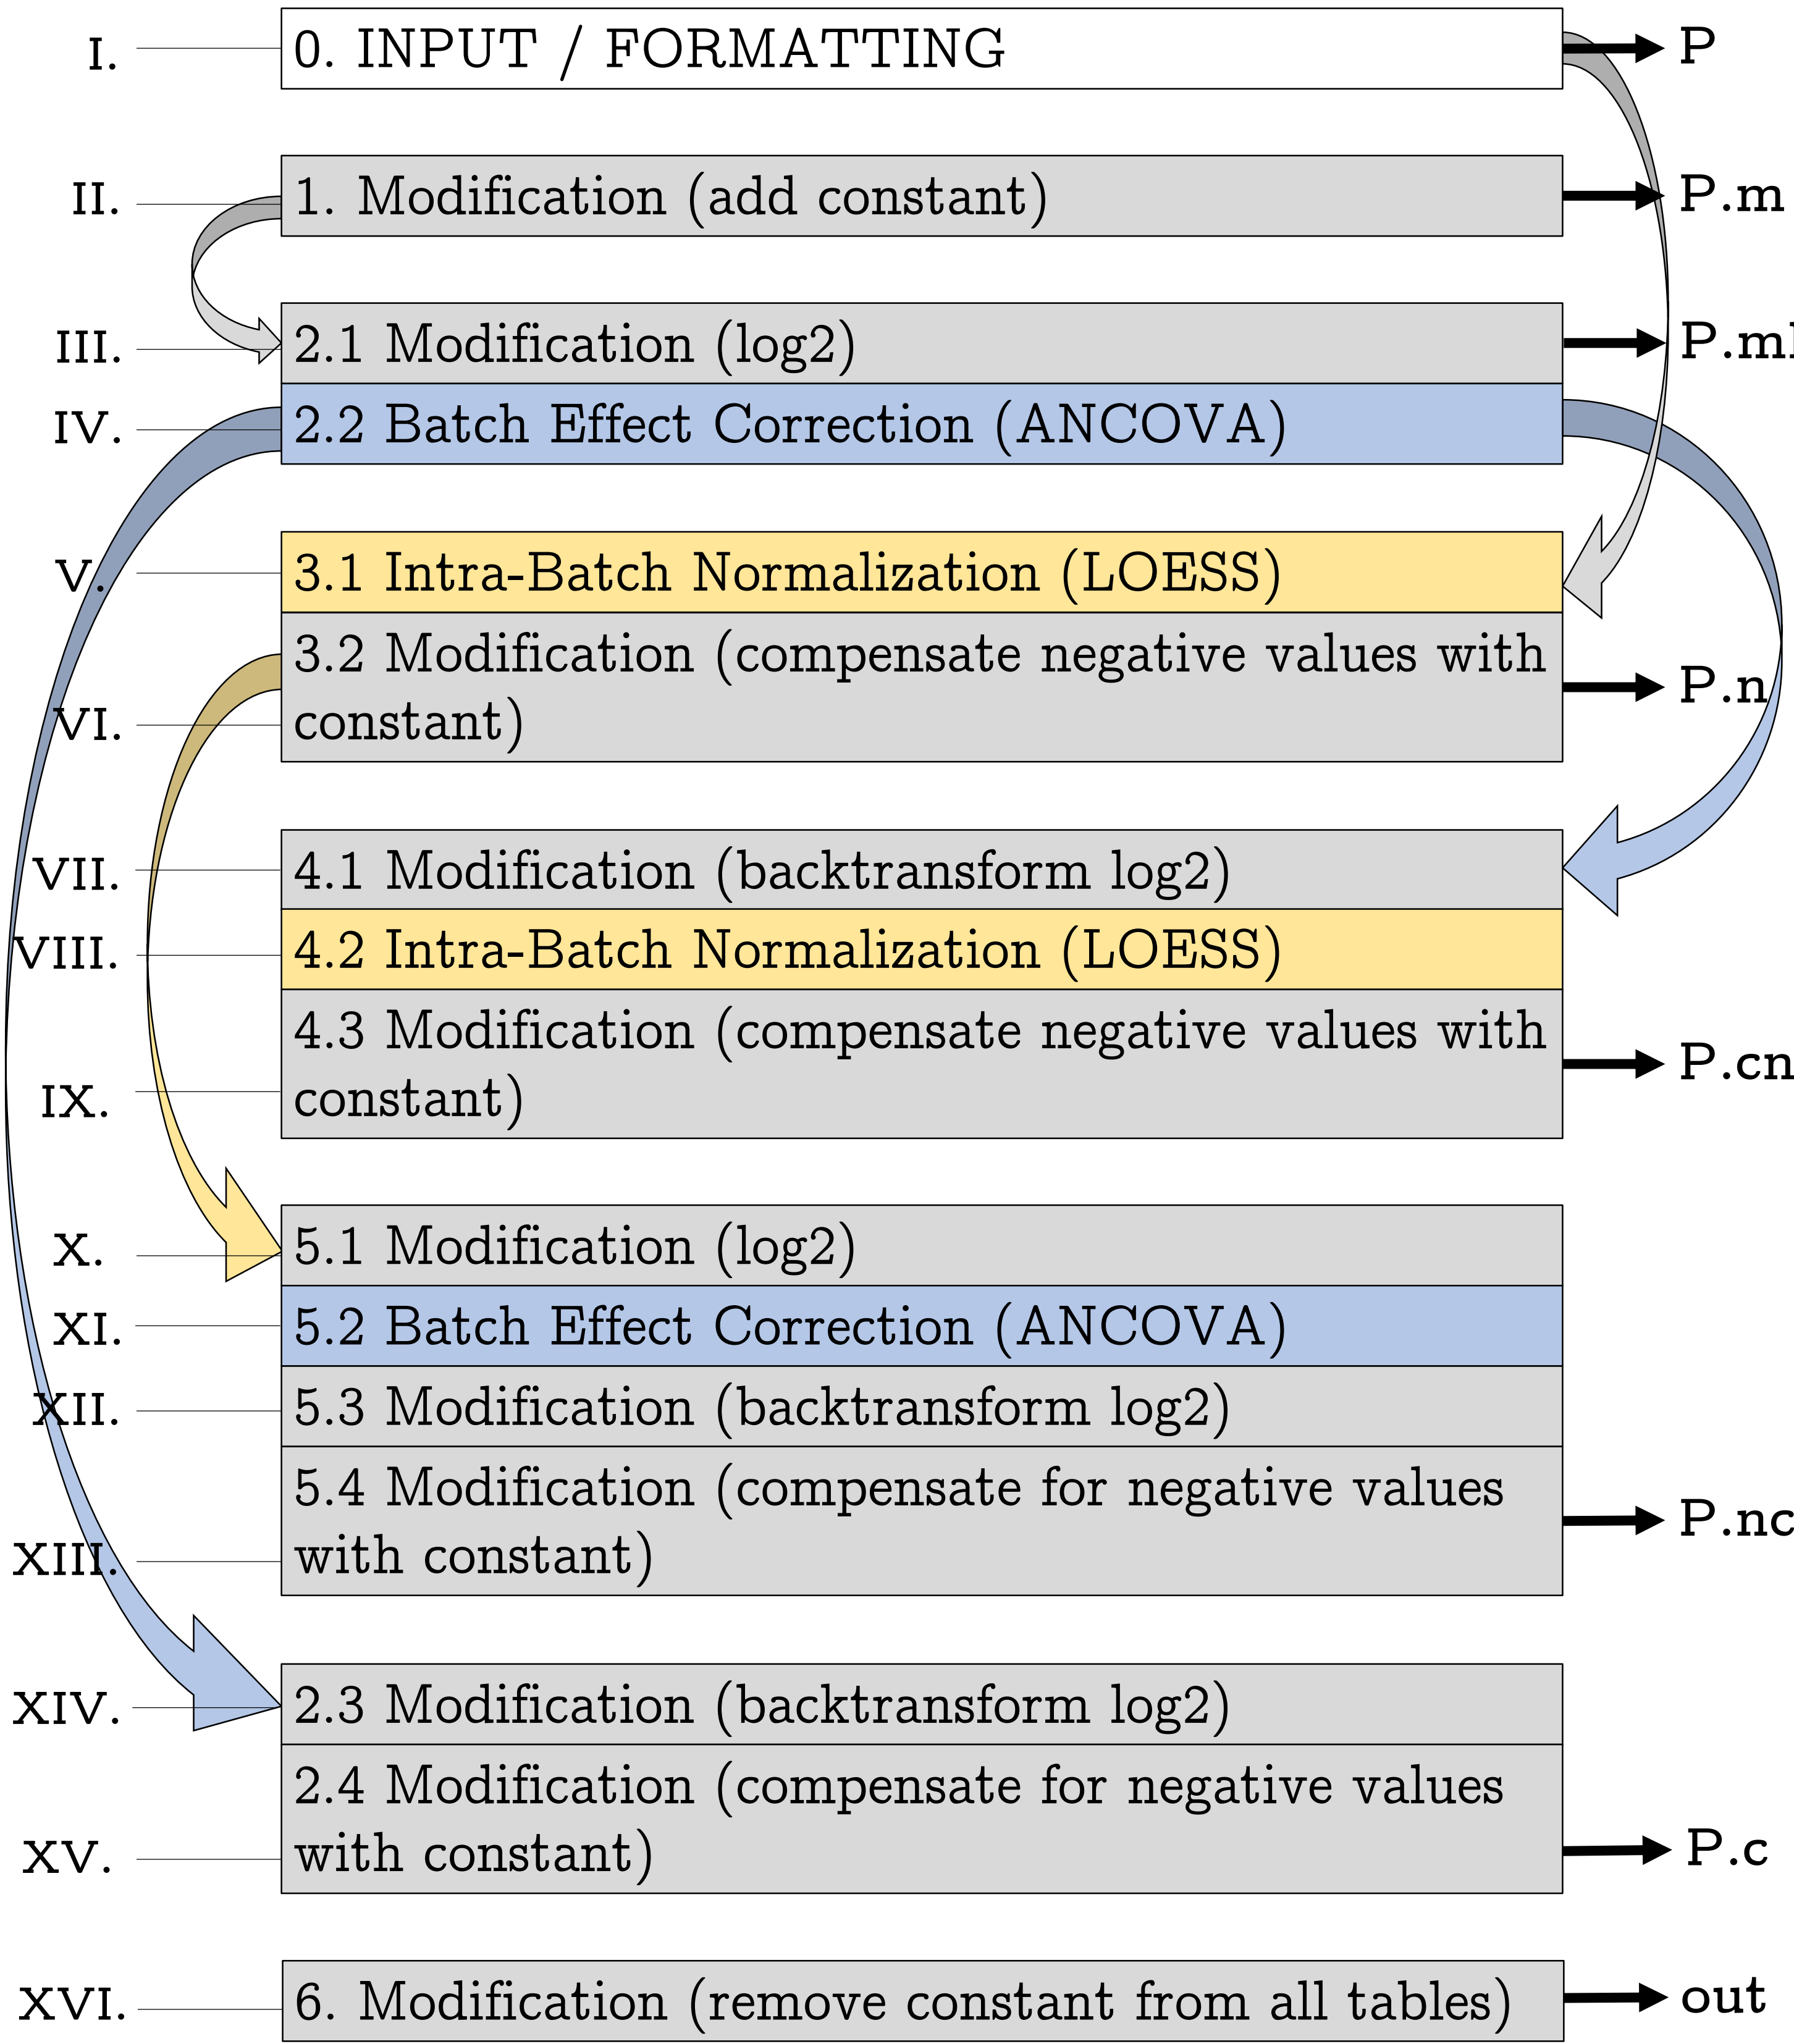 I. 0. INPUT / FORMATTING P
II. 1. Modification (add constant) P.m
III. 2.1 Modification (log2) P.ml
IV. 2.2 Batch Effect Correction (ANCOVA)
V. 3.1 Intra-Batch Normalization (LOESS)
3.2 Modification (compensate negative values with
VI. constant) P.n
VII. 4.1 Modification (backtransform log2)
VIII. 4.2 Intra-Batch Normalization (LOESS)
4.3 Modification (compensate negative values with
IX. constant) P.cn
X. 5.1 Modification (log2)
XI. 5.2 Batch Effect Correction (ANCOVA)
XII. 5.3 Modification (backtransform log2)
5.4 Modification (compensate for negative values
XIII. with constant) P.nc
XIV. 2.3 Modification (backtransform log2)
2.4 Modification (compensate for negative values
XV. with constant) P.c
XVI. 6. Modification (remove constant from all tables) out